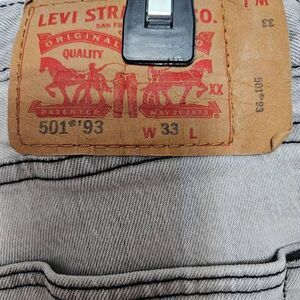 LEVI STRA CO.
SAN FR
ORIGINAL D
QUALITY
XX
PATENTED MAY 20 1873
501®'93 W 33 L
33
501®'93